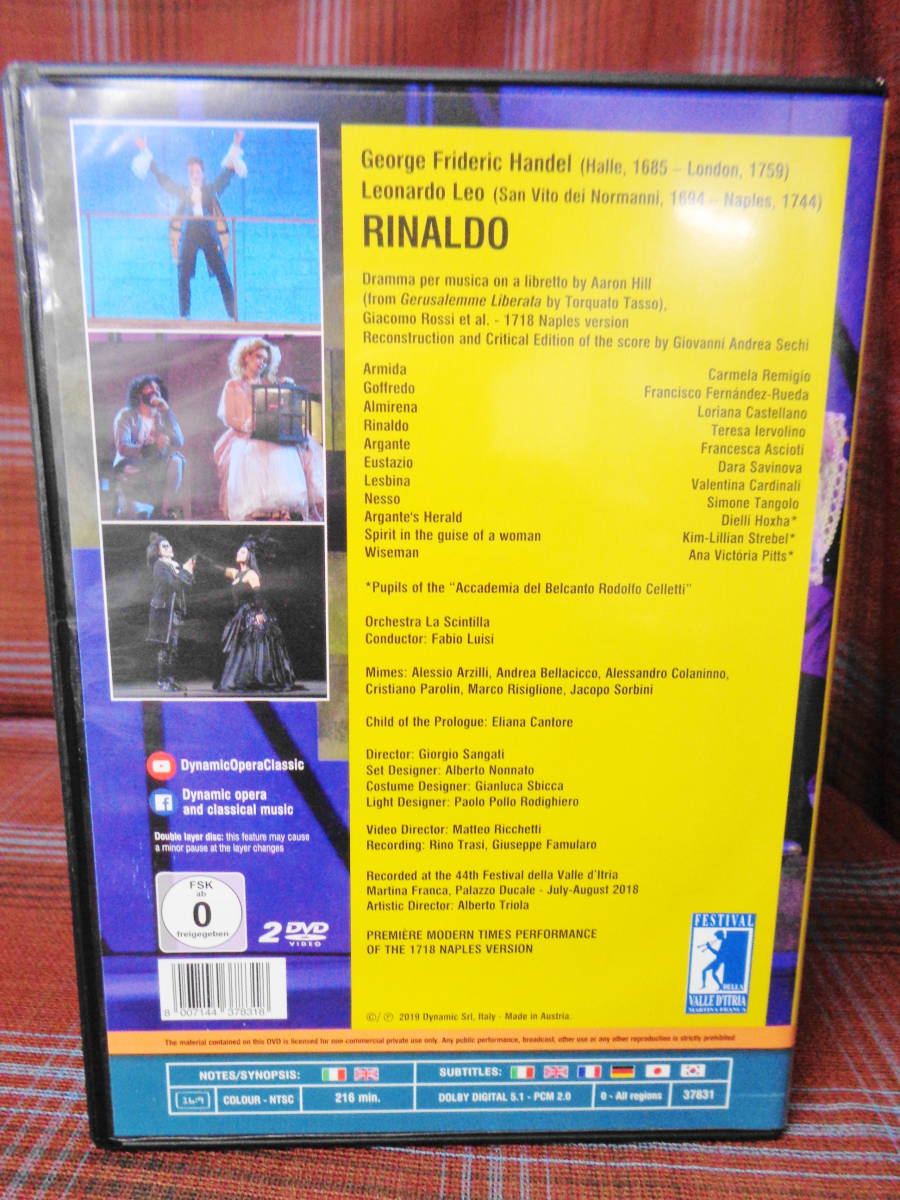 George Frideric Handel (Halle, 1685 – London, 1759)
Leonardo Leo (San Vito dei Normanni, 1694 – Naples, 1744)
RINALDO
Dramma per musica on a libretto by Aaron Hill
(from Gerusalemme Liberata by Torquato Tasso),
Giacomo Rossi et al. - 1718 Naples version
Reconstruction and Critical Edition of the score by Giovanni Andrea Sechi
Armida Carmela Remigio
Goffredo Francisco Fernández-Rueda
Almirena Loriana Castellano
Rinaldo Teresa Iervolino
Argante Francesca Ascioti
Eustazio Dara Savinova
Lesbina Valentina Cardinali
Nesso Simone Tangolo
Argante's Herald Dielli Hoxha*
Spirit in the guise of a woman Kim-Lillian Strebel*
Wiseman Ana Victória Pitts*
*Pupils of the “Accademia del Belcanto Rodolfo Celletti”
Orchestra La Scintilla
Conductor: Fabio Luisi
Mimes: Alessio Arzilli, Andrea Bellacicco, Alessandro Colaninno,
Cristiano Parolin, Marco Risiglione, Jacopo Sorbini
Child of the Prologue: Eliana Cantore
Director: Giorgio Sangati
Set Designer: Alberto Nonnato
Costume Designer: Gianluca Sbicca
Light Designer: Paolo Pollo Rodighiero
Video Director: Matteo Ricchetti
Recording: Rino Trasi, Giuseppe Famularo
Recorded at the 44th Festival della Valle d'Itria
Martina Franca, Palazzo Ducale - July-August 2018
Artistic Director: Alberto Triola
PREMIÈRE MODERN TIMES PERFORMANCE
OF THE 1718 NAPLES VERSION
©/℗ 2019 Dynamic Srl, Italy - Made in Austria.
FESTIVAL
DELLA
VALLE D'ITRIA
MARTINA FRANCA
DynamicOperaClassic
Dynamic opera
and classical music
Double layer disc: this feature may cause
a minor pause at the layer changes
FSK
ab
0
freigegeben
2 DVD
VIDEO
8 007144 378318
The material contained on this DVD is licensed for non-commercial private use only. Any public performance, broadcast, other use or any other reproduction is strictly prohibited
NOTES/SYNOPSIS: SUBTITLES:
16:9 COLOUR - NTSC 216 min. DOLBY DIGITAL 5.1 - PCM 2.0 0 - All regions 37831